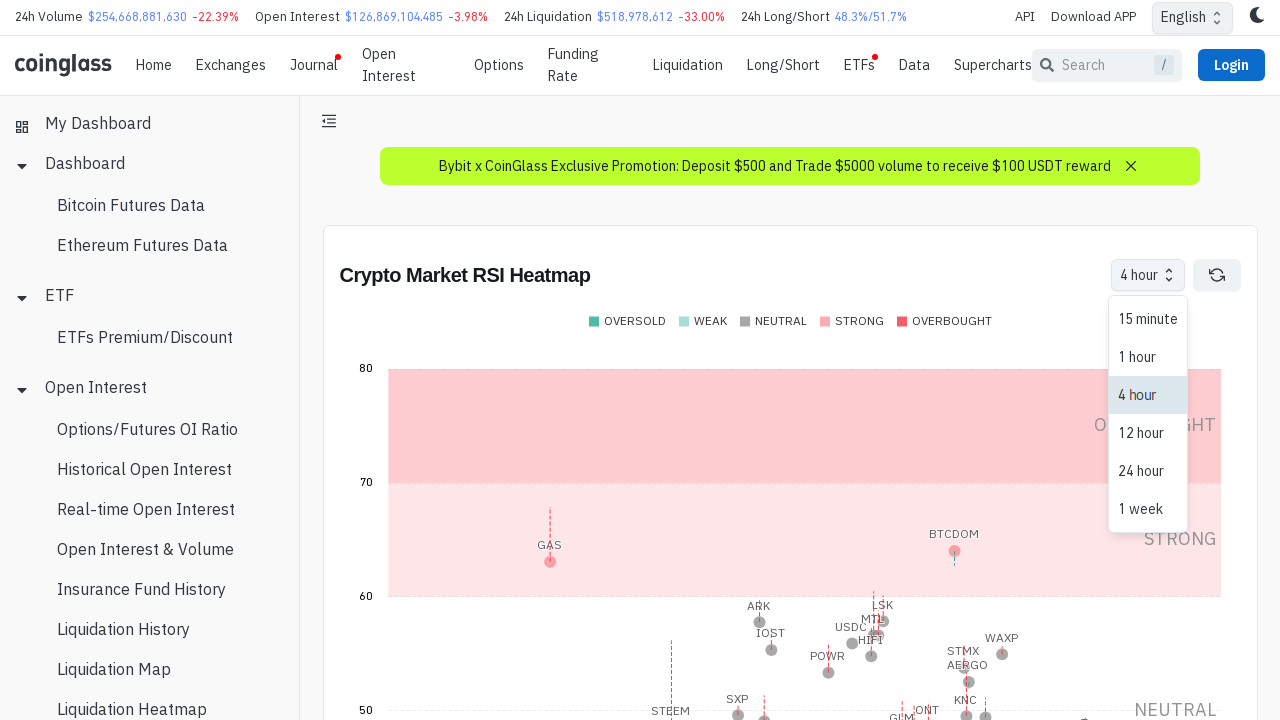 24h Volume $254,668,881,630 -22.39% Open Interest $126,869,104,485 -3.98% 24h Liquidation $518,978,612 -33.00% 24h Long/Short 48.3%/51.7% API Download APP English
coinglass Home Exchanges Journal Open Interest Options Funding Rate Liquidation Long/Short ETFs Data Supercharts Search / Login
My Dashboard
Dashboard
Bitcoin Futures Data
Ethereum Futures Data
ETF
ETFs Premium/Discount
Open Interest
Options/Futures OI Ratio
Historical Open Interest
Real-time Open Interest
Open Interest & Volume
Insurance Fund History
Liquidation History
Liquidation Map
Liquidation Heatmap
Bybit x CoinGlass Exclusive Promotion: Deposit $500 and Trade $5000 volume to receive $100 USDT reward
Crypto Market RSI Heatmap
4 hour
15 minute
1 hour
4 hour
12 hour
24 hour
1 week
OVERSOLD WEAK NEUTRAL STRONG OVERBOUGHT
80
70
STRONG
BTCDOM
GAS
60
ARK
LSK
MTL
USDC
IOST
HIFI
WAXP
STMX
POWR
AERGO
SXP
KNC
STEEM
ONT
50
NEUTRAL